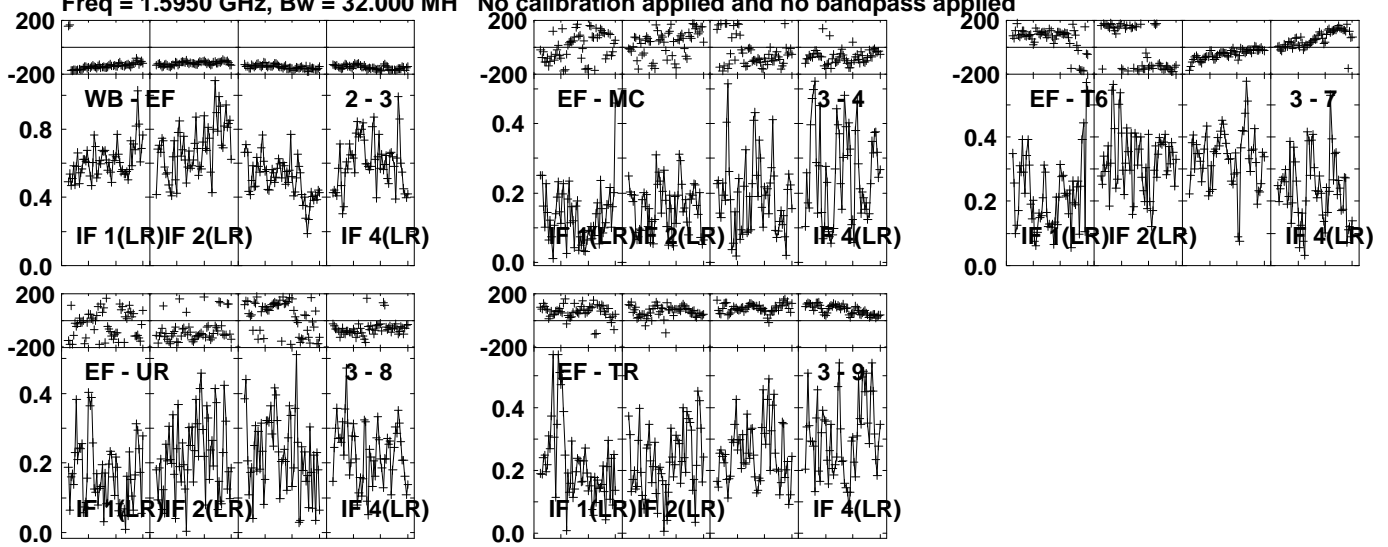 Freq = 1.5950 GHz, Bw = 32.000 MH No calibration applied and no bandpass applied
200
-200
WB - EF 2 - 3
0.8
0.4
IF 1(LR) IF 2(LR) IF 4(LR)
0.0
200
-200
EF - MC 3 - 4
0.4
0.2
IF 1(LR) IF 2(LR) IF 4(LR)
0.0
200
-200
EF - T6 3 - 7
0.4
0.2
IF 1(LR) IF 2(LR) IF 4(LR)
0.0
200
-200
EF - UR 3 - 8
0.4
0.2
IF 1(LR) IF 2(LR) IF 4(LR)
0.0
200
-200
EF - TR 3 - 9
0.4
0.2
IF 1(LR) IF 2(LR) IF 4(LR)
0.0